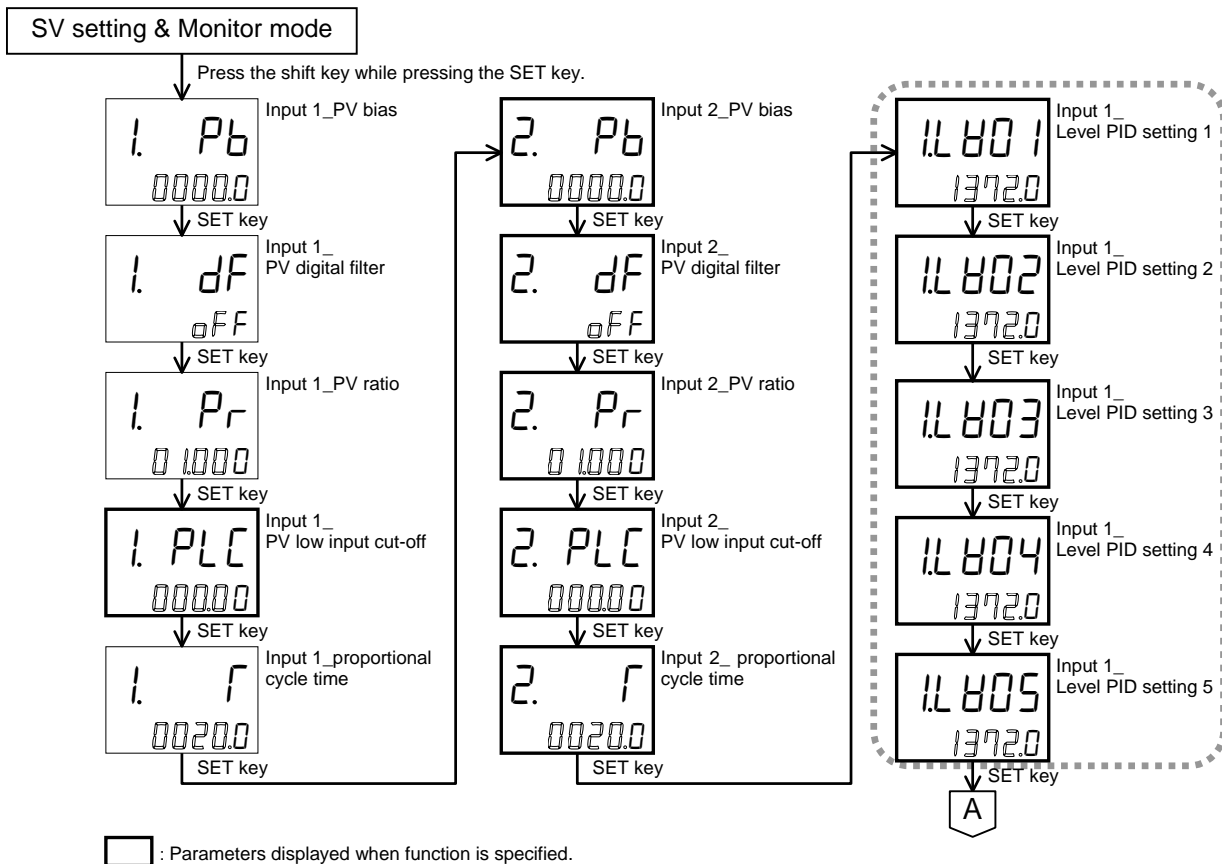 SV setting & Monitor mode
Press the shift key while pressing the SET key.
1. Pb
0000.0
Input 1_PV bias
SET key
1. dF
oFF
Input 1_
PV digital filter
SET key
1. Pr
01.000
Input 1_PV ratio
SET key
1. PLC
000.00
Input 1_
PV low input cut-off
SET key
1. T
0020.0
Input 1_proportional
cycle time
SET key
2. Pb
0000.0
Input 2_PV bias
SET key
2. dF
oFF
Input 2_
PV digital filter
SET key
2. Pr
01.000
Input 2_PV ratio
SET key
2. PLC
000.00
Input 2_
PV low input cut-off
SET key
2. T
0020.0
Input 2_ proportional
cycle time
SET key
1.LV01
1372.0
Input 1_
Level PID setting 1
SET key
1.LV02
1372.0
Input 1_
Level PID setting 2
SET key
1.LV03
1372.0
Input 1_
Level PID setting 3
SET key
1.LV04
1372.0
Input 1_
Level PID setting 4
SET key
1.LV05
1372.0
Input 1_
Level PID setting 5
SET key
A
: Parameters displayed when function is specified.